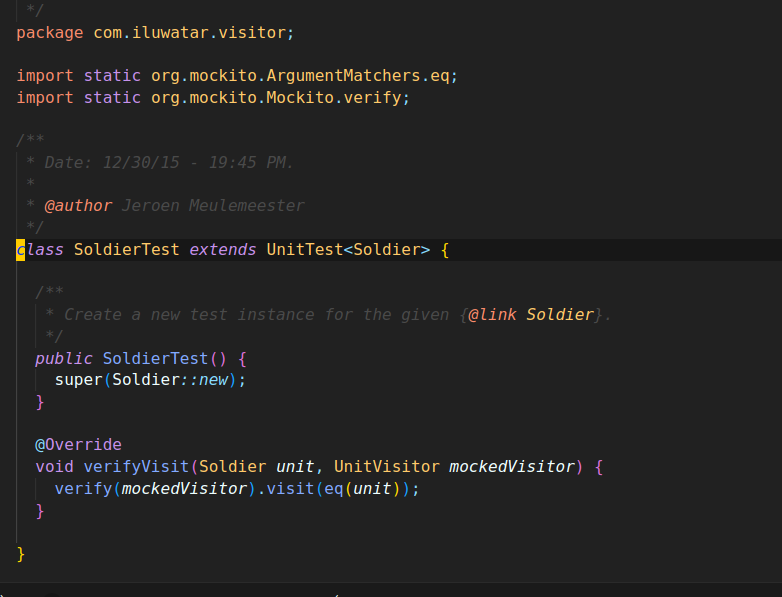 */
package com.iluwatar.visitor;

import static org.mockito.ArgumentMatchers.eq;
import static org.mockito.Mockito.verify;

/**
 * Date: 12/30/15 - 19:45 PM.
 *
 * @author Jeroen Meulemeester
 */
class SoldierTest extends UnitTest<Soldier> {

  /**
   * Create a new test instance for the given {@link Soldier}.
   */
  public SoldierTest() {
    super(Soldier::new);
  }

  @Override
  void verifyVisit(Soldier unit, UnitVisitor mockedVisitor) {
    verify(mockedVisitor).visit(eq(unit));
  }

}